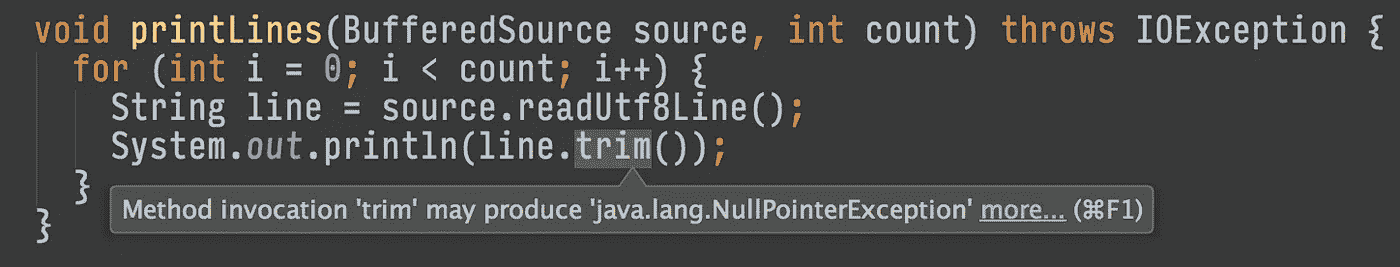 void printLines(BufferedSource source, int count) throws IOException {
for (int i = 0; i < count; i++) {
String line = source.readUtf8Line();
System.out.println(line.trim());
}
Method invocation 'trim' may produce 'java.lang.NullPointerException' more... (⌘F1)
}